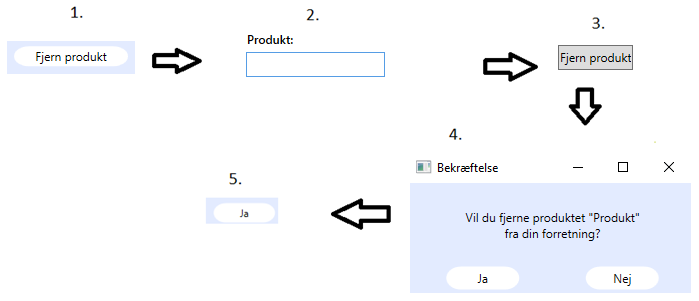 1.
Fjern produkt
2.
Produkt:
3.
Fjern produkt
4.
Bekræftelse
Vil du fjerne produktet "Produkt"
fra din forretning?
Ja
Nej
5.
Ja